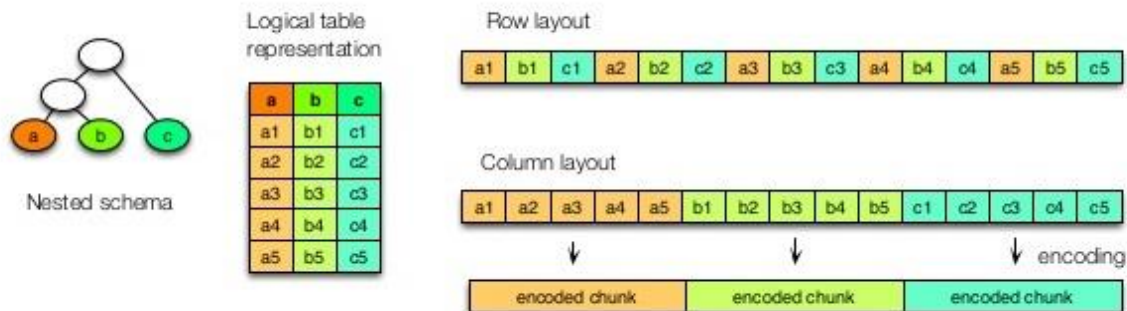 Logical table
representation
Row layout
a1 b1 c1 a2 b2 c2 a3 b3 c3 a4 b4 c4 a5 b5 c5
a b c
a b c
a1 b1 c1
a2 b2 c2
a3 b3 c3
a4 b4 c4
a5 b5 c5
Nested schema
Column layout
a1 a2 a3 a4 a5 b1 b2 b3 b4 b5 c1 c2 c3 c4 c5
encoding
encoded chunk encoded chunk encoded chunk